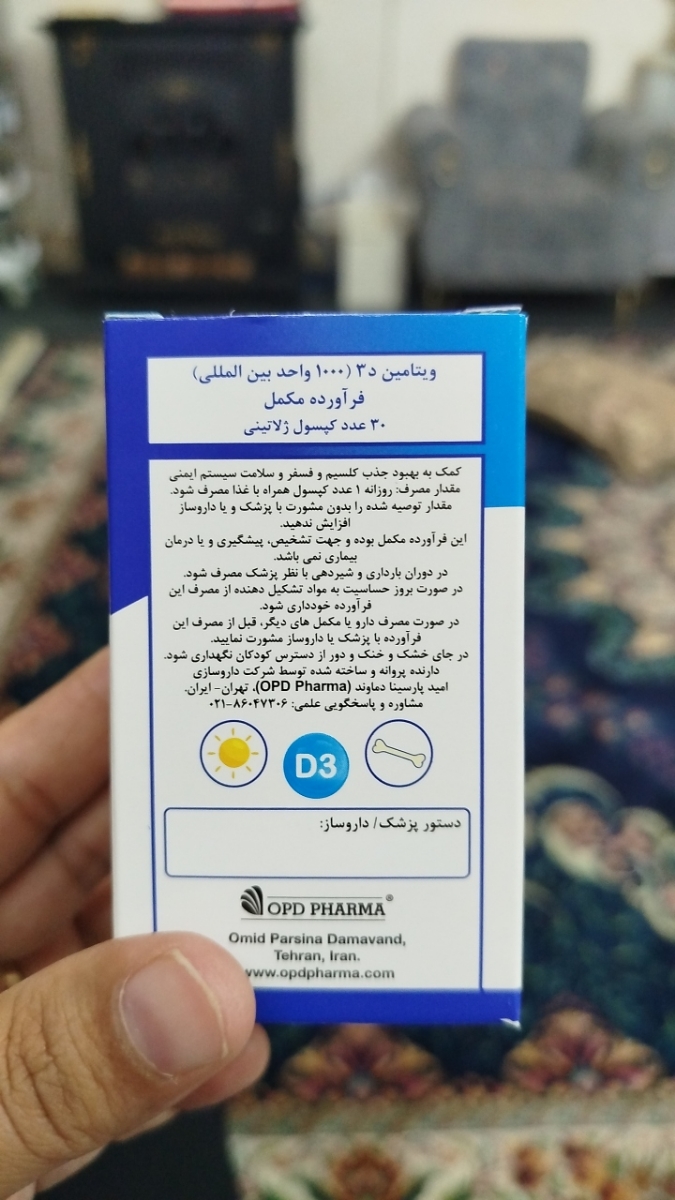 ویتامین د۳ (۱۰۰۰ واحد بین المللی)
فرآورده مکمل
۳۰ عدد کپسول ژلاتینی
کمک به بهبود جذب کلسیم و فسفر و سلامت سیستم ایمنی
مقدار مصرف: روزانه ۱ عدد کپسول همراه با غذا مصرف شود.
مقدار توصیه شده را بدون مشورت با پزشک و یا داروساز
افزایش ندهید.
این فرآورده مکمل بوده و جهت تشخیص، پیشگیری و یا درمان
بیماری نمی باشد.
در دوران بارداری و شیردهی با نظر پزشک مصرف شود.
در صورت بروز حساسیت به مواد تشکیل دهنده از مصرف این
فرآورده خودداری شود.
در صورت مصرف دارو یا مکمل های دیگر، قبل از مصرف این
فرآورده با پزشک یا داروساز مشورت نمایید.
در جای خشک و خنک و دور از دسترس کودکان نگهداری شود.
دارنده پروانه و ساخته شده توسط شرکت داروسازی
امید پارسینا دماوند (OPD Pharma)، تهران- ایران.
مشاوره و پاسخگویی علمی: ۸۶۰۴۷۳۰۶-۰۲۱
D3
دستور پزشک/ داروساز:
OPD PHARMA®
Omid Parsina Damavand,
Tehran, Iran.
www.opdpharma.com